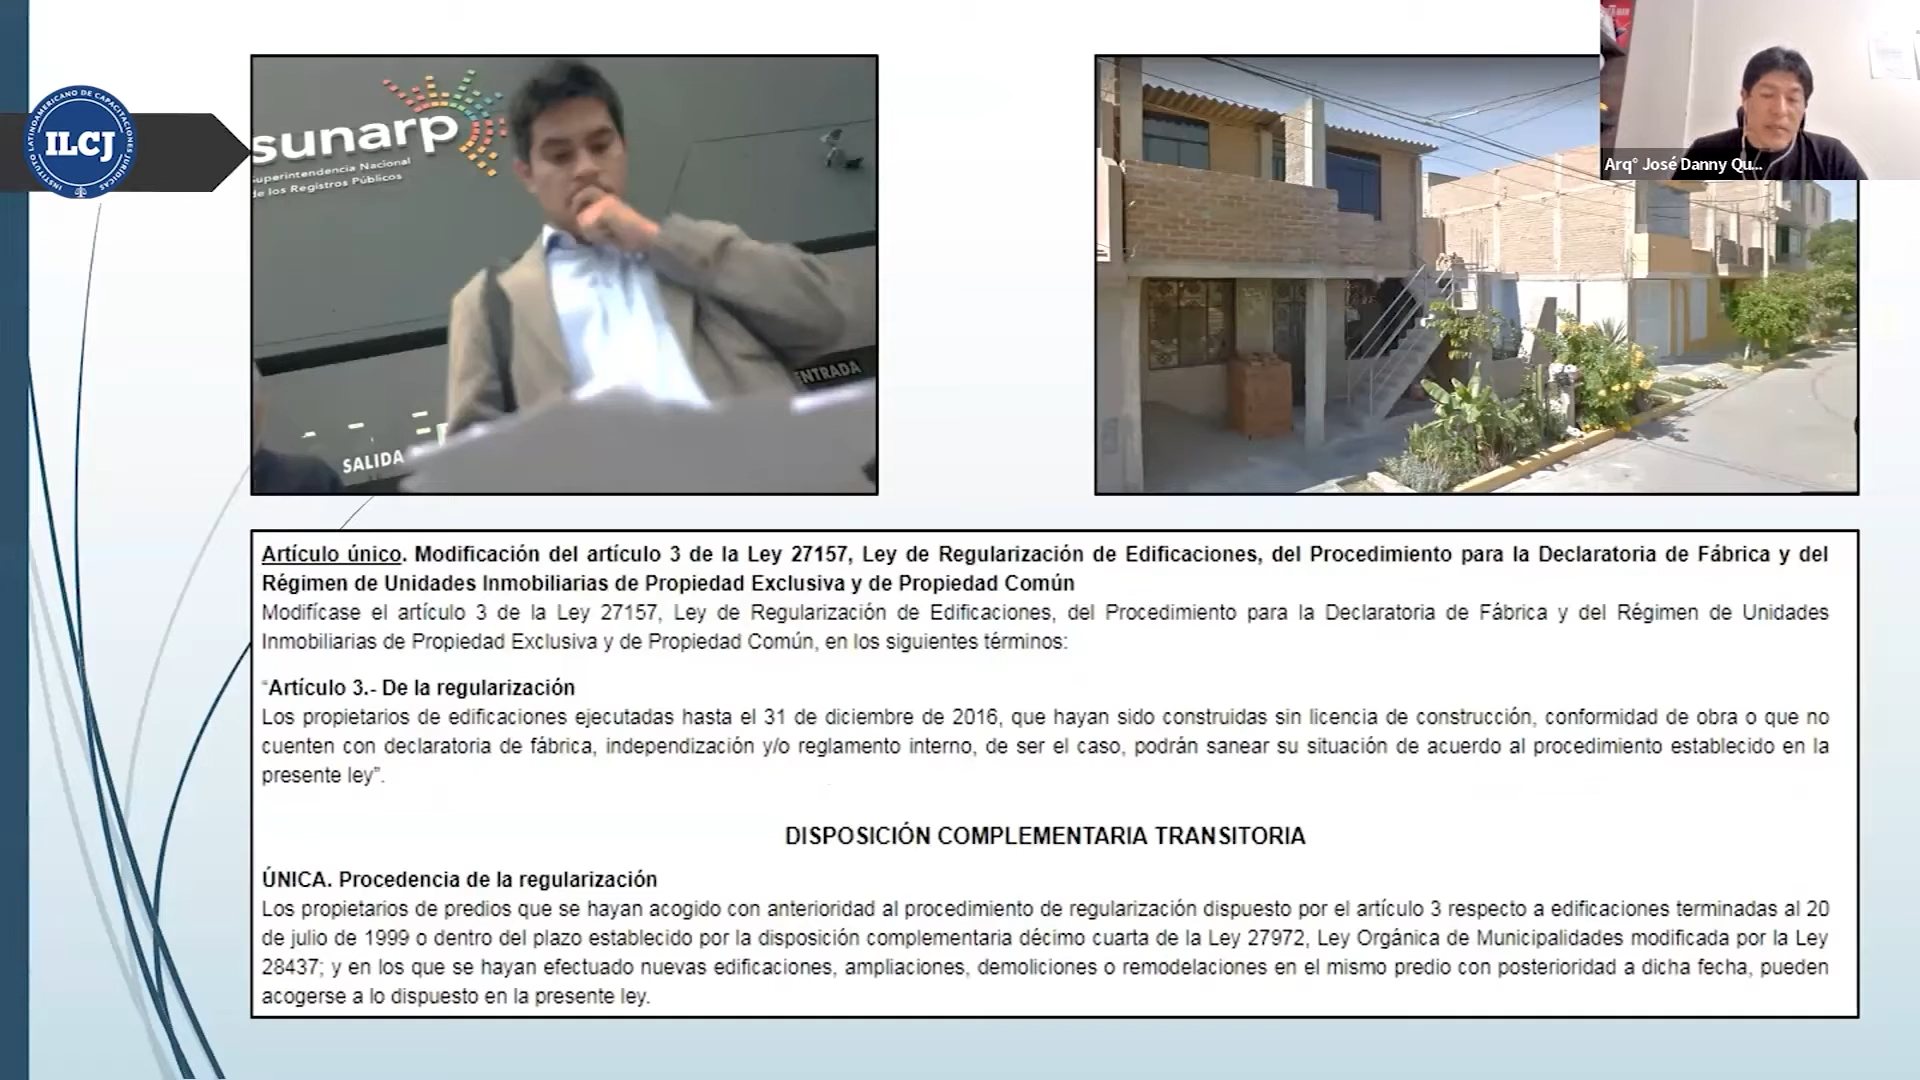 INSTITUTO LATINOAMERICANO DE CAPACITACIONES JURÍDICAS
ILCJ
sunarp
Superintendencia Nacional
de los Registros Públicos
ENTRADA
SALIDA
Arq° José Danny Qu...
Artículo único. Modificación del artículo 3 de la Ley 27157, Ley de Regularización de Edificaciones, del Procedimiento para la Declaratoria de Fábrica y del
Régimen de Unidades Inmobiliarias de Propiedad Exclusiva y de Propiedad Común
Modifícase el artículo 3 de la Ley 27157, Ley de Regularización de Edificaciones, del Procedimiento para la Declaratoria de Fábrica y del Régimen de Unidades
Inmobiliarias de Propiedad Exclusiva y de Propiedad Común, en los siguientes términos:
“Artículo 3.- De la regularización
Los propietarios de edificaciones ejecutadas hasta el 31 de diciembre de 2016, que hayan sido construidas sin licencia de construcción, conformidad de obra o que no
cuenten con declaratoria de fábrica, independización y/o reglamento interno, de ser el caso, podrán sanear su situación de acuerdo al procedimiento establecido en la
presente ley”.
DISPOSICIÓN COMPLEMENTARIA TRANSITORIA
ÚNICA. Procedencia de la regularización
Los propietarios de predios que se hayan acogido con anterioridad al procedimiento de regularización dispuesto por el artículo 3 respecto a edificaciones terminadas al 20
de julio de 1999 o dentro del plazo establecido por la disposición complementaria décimo cuarta de la Ley 27972, Ley Orgánica de Municipalidades modificada por la Ley
28437; y en los que se hayan efectuado nuevas edificaciones, ampliaciones, demoliciones o remodelaciones en el mismo predio con posterioridad a dicha fecha, pueden
acogerse a lo dispuesto en la presente ley.